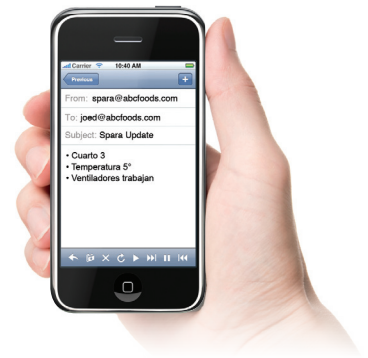 Carrier 10:40 AM
Previous +
From: spara@abcfoods.com
To: joed@abcfoods.com
Subject: Spara Update
• Cuarto 3
• Temperatura 5°
• Ventiladores trabajan